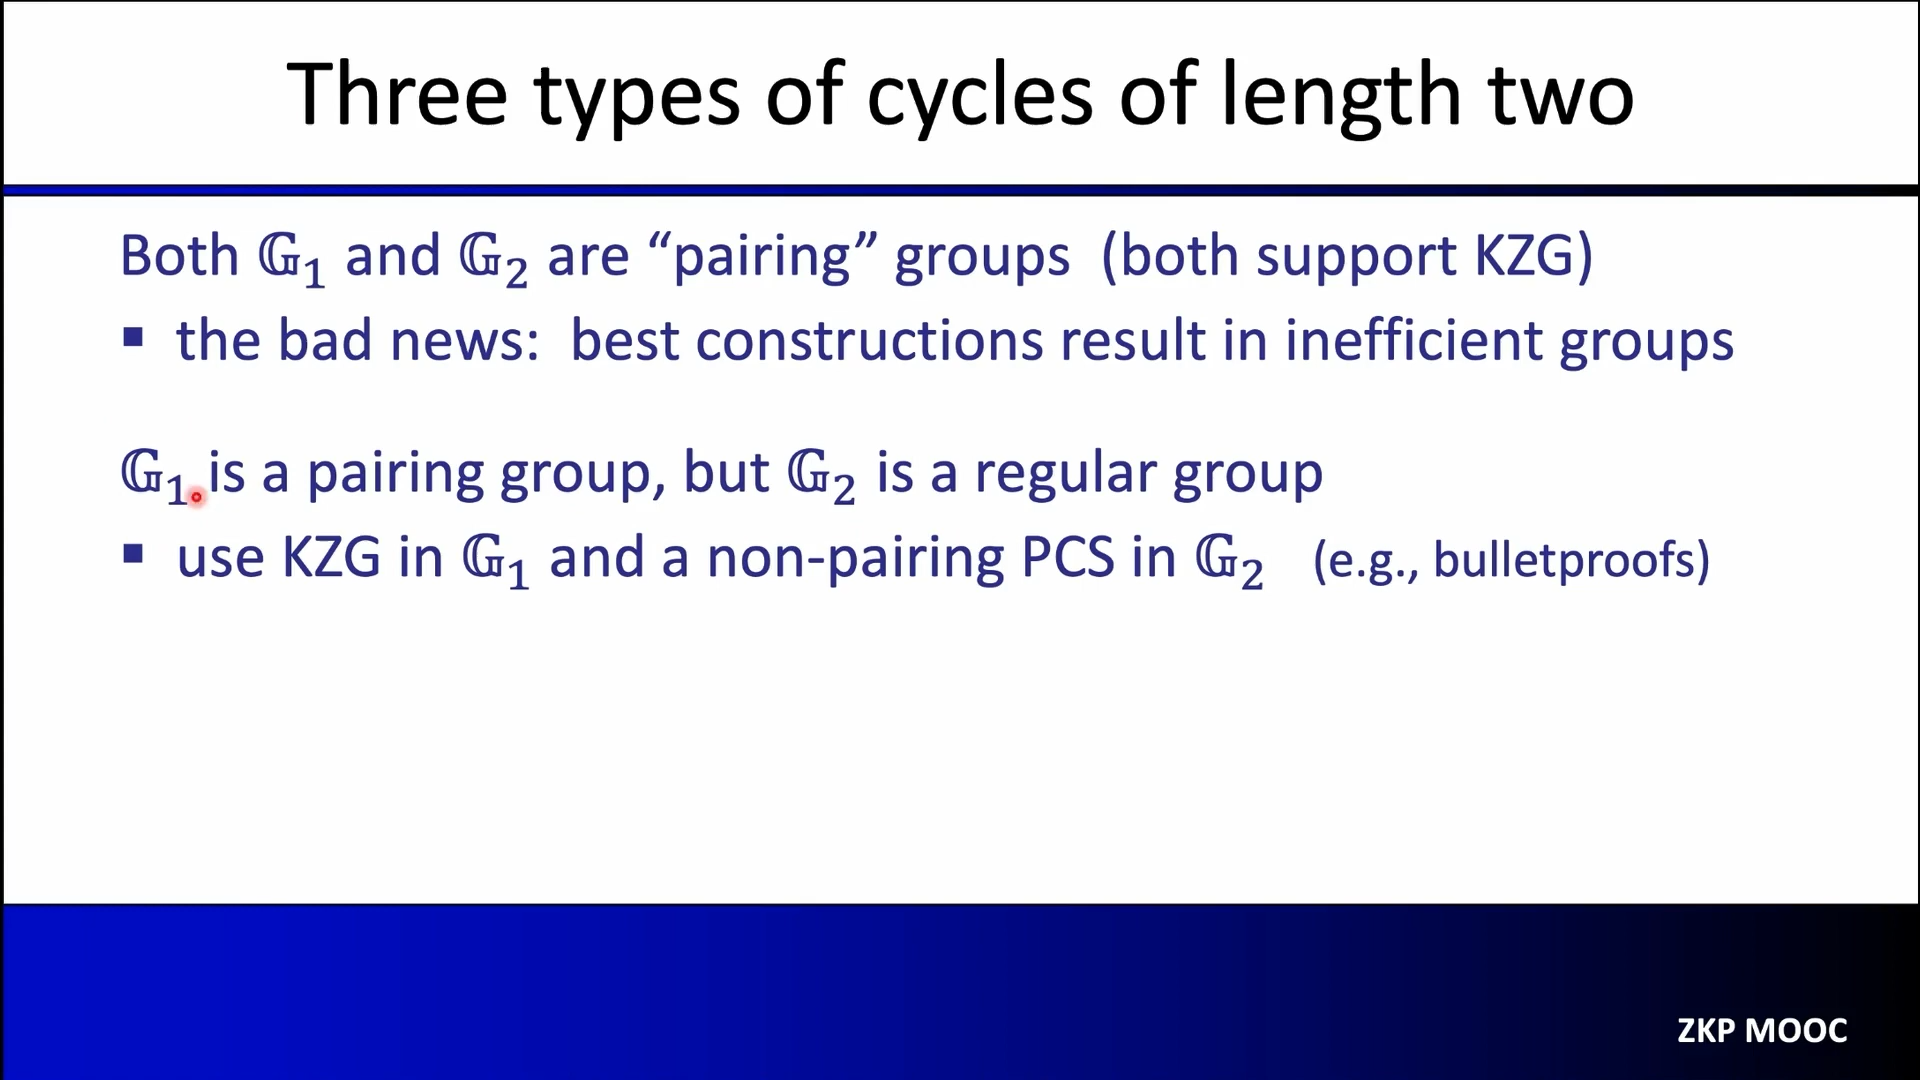 Three types of cycles of length two
Both 𝔾₁ and 𝔾₂ are “pairing” groups (both support KZG)
▪ the bad news: best constructions result in inefficient groups
𝔾₁ is a pairing group, but 𝔾₂ is a regular group
▪ use KZG in 𝔾₁ and a non-pairing PCS in 𝔾₂ (e.g., bulletproofs)
ZKP MOOC